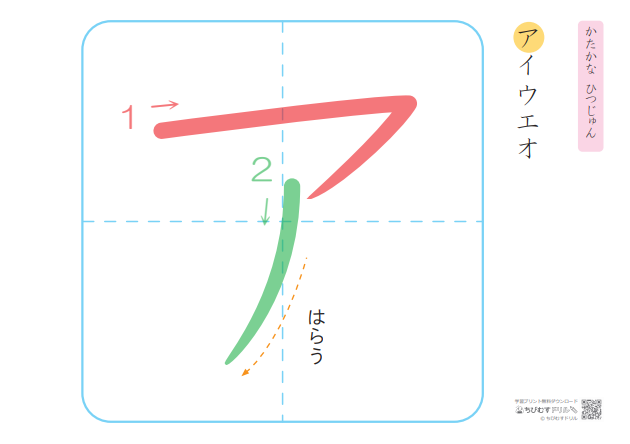 かたかな ひつじゅん
アイウエオ
ア
1
2
はらう
学習プリント無料ダウンロード
ちびむすドリル
© ちびむすドリル